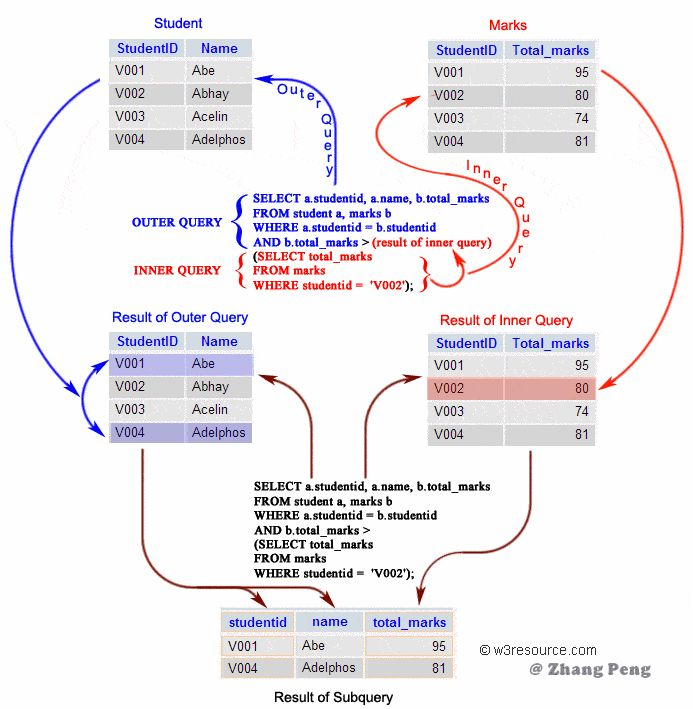 Student
StudentID Name
V001 Abe
V002 Abhay
V003 Acelin
V004 Adelphos
Marks
StudentID Total_marks
V001 95
V002 80
V003 74
V004 81
Outer Query
Inner Query
OUTER QUERY
SELECT a.studentid, a.name, b.total_marks
FROM student a, marks b
WHERE a.studentid = b.studentid
AND b.total_marks > (result of inner query)
INNER QUERY
(SELECT total_marks
FROM marks
WHERE studentid = 'V002');
Result of Outer Query
StudentID Name
V001 Abe
V002 Abhay
V003 Acelin
V004 Adelphos
Result of Inner Query
StudentID Total_marks
V001 95
V002 80
V003 74
V004 81
SELECT a.studentid, a.name, b.total_marks
FROM student a, marks b
WHERE a.studentid = b.studentid
AND b.total_marks >
(SELECT total_marks
FROM marks
WHERE studentid = 'V002');
studentid name total_marks
V001 Abe 95
V004 Adelphos 81
Result of Subquery
© w3resource.com
@ Zhang Peng